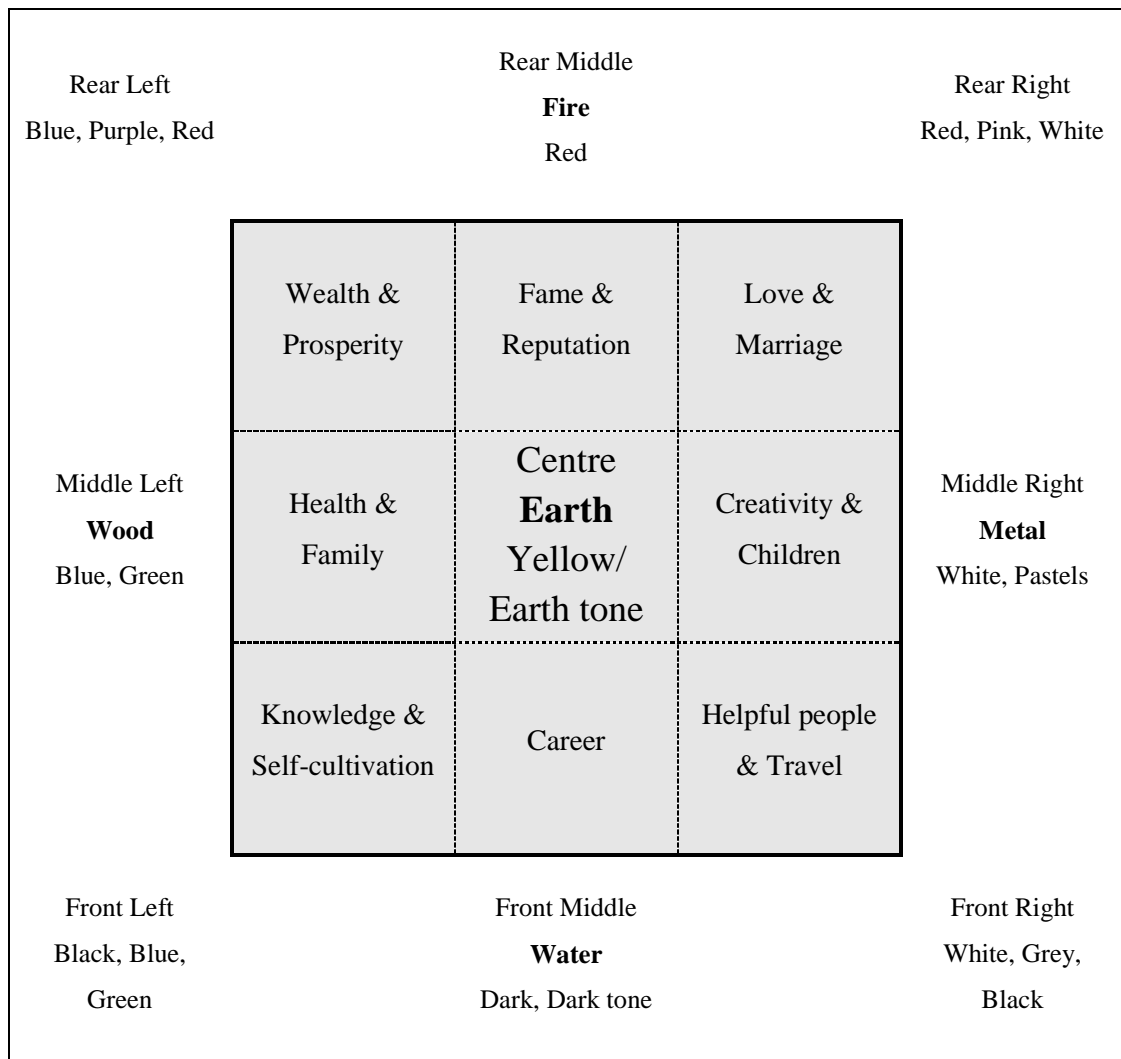 Rear Left
Blue, Purple, Red
Rear Middle
Fire
Red
Rear Right
Red, Pink, White
Wealth &
Prosperity
Fame &
Reputation
Love &
Marriage
Middle Left
Wood
Blue, Green
Health &
Family
Centre
Earth
Yellow/
Earth tone
Creativity &
Children
Middle Right
Metal
White, Pastels
Knowledge &
Self-cultivation
Career
Helpful people
& Travel
Front Left
Black, Blue,
Green
Front Middle
Water
Dark, Dark tone
Front Right
White, Grey,
Black